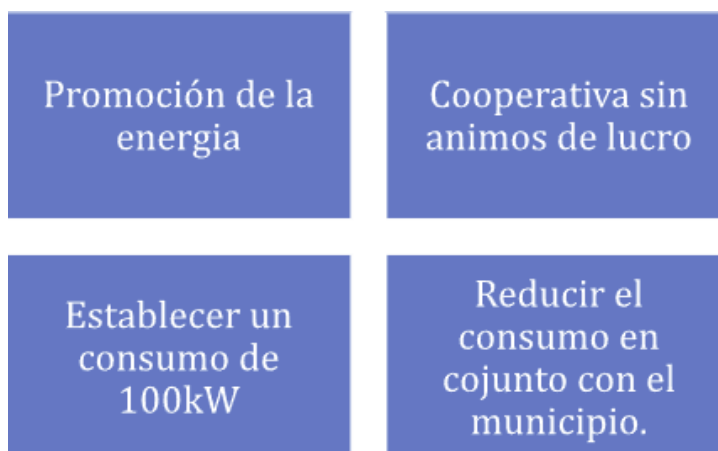 Promoción de la
energia
Cooperativa sin
animos de lucro
Establecer un
consumo de
100kW
Reducir el
consumo en
cojunto con el
municipio.